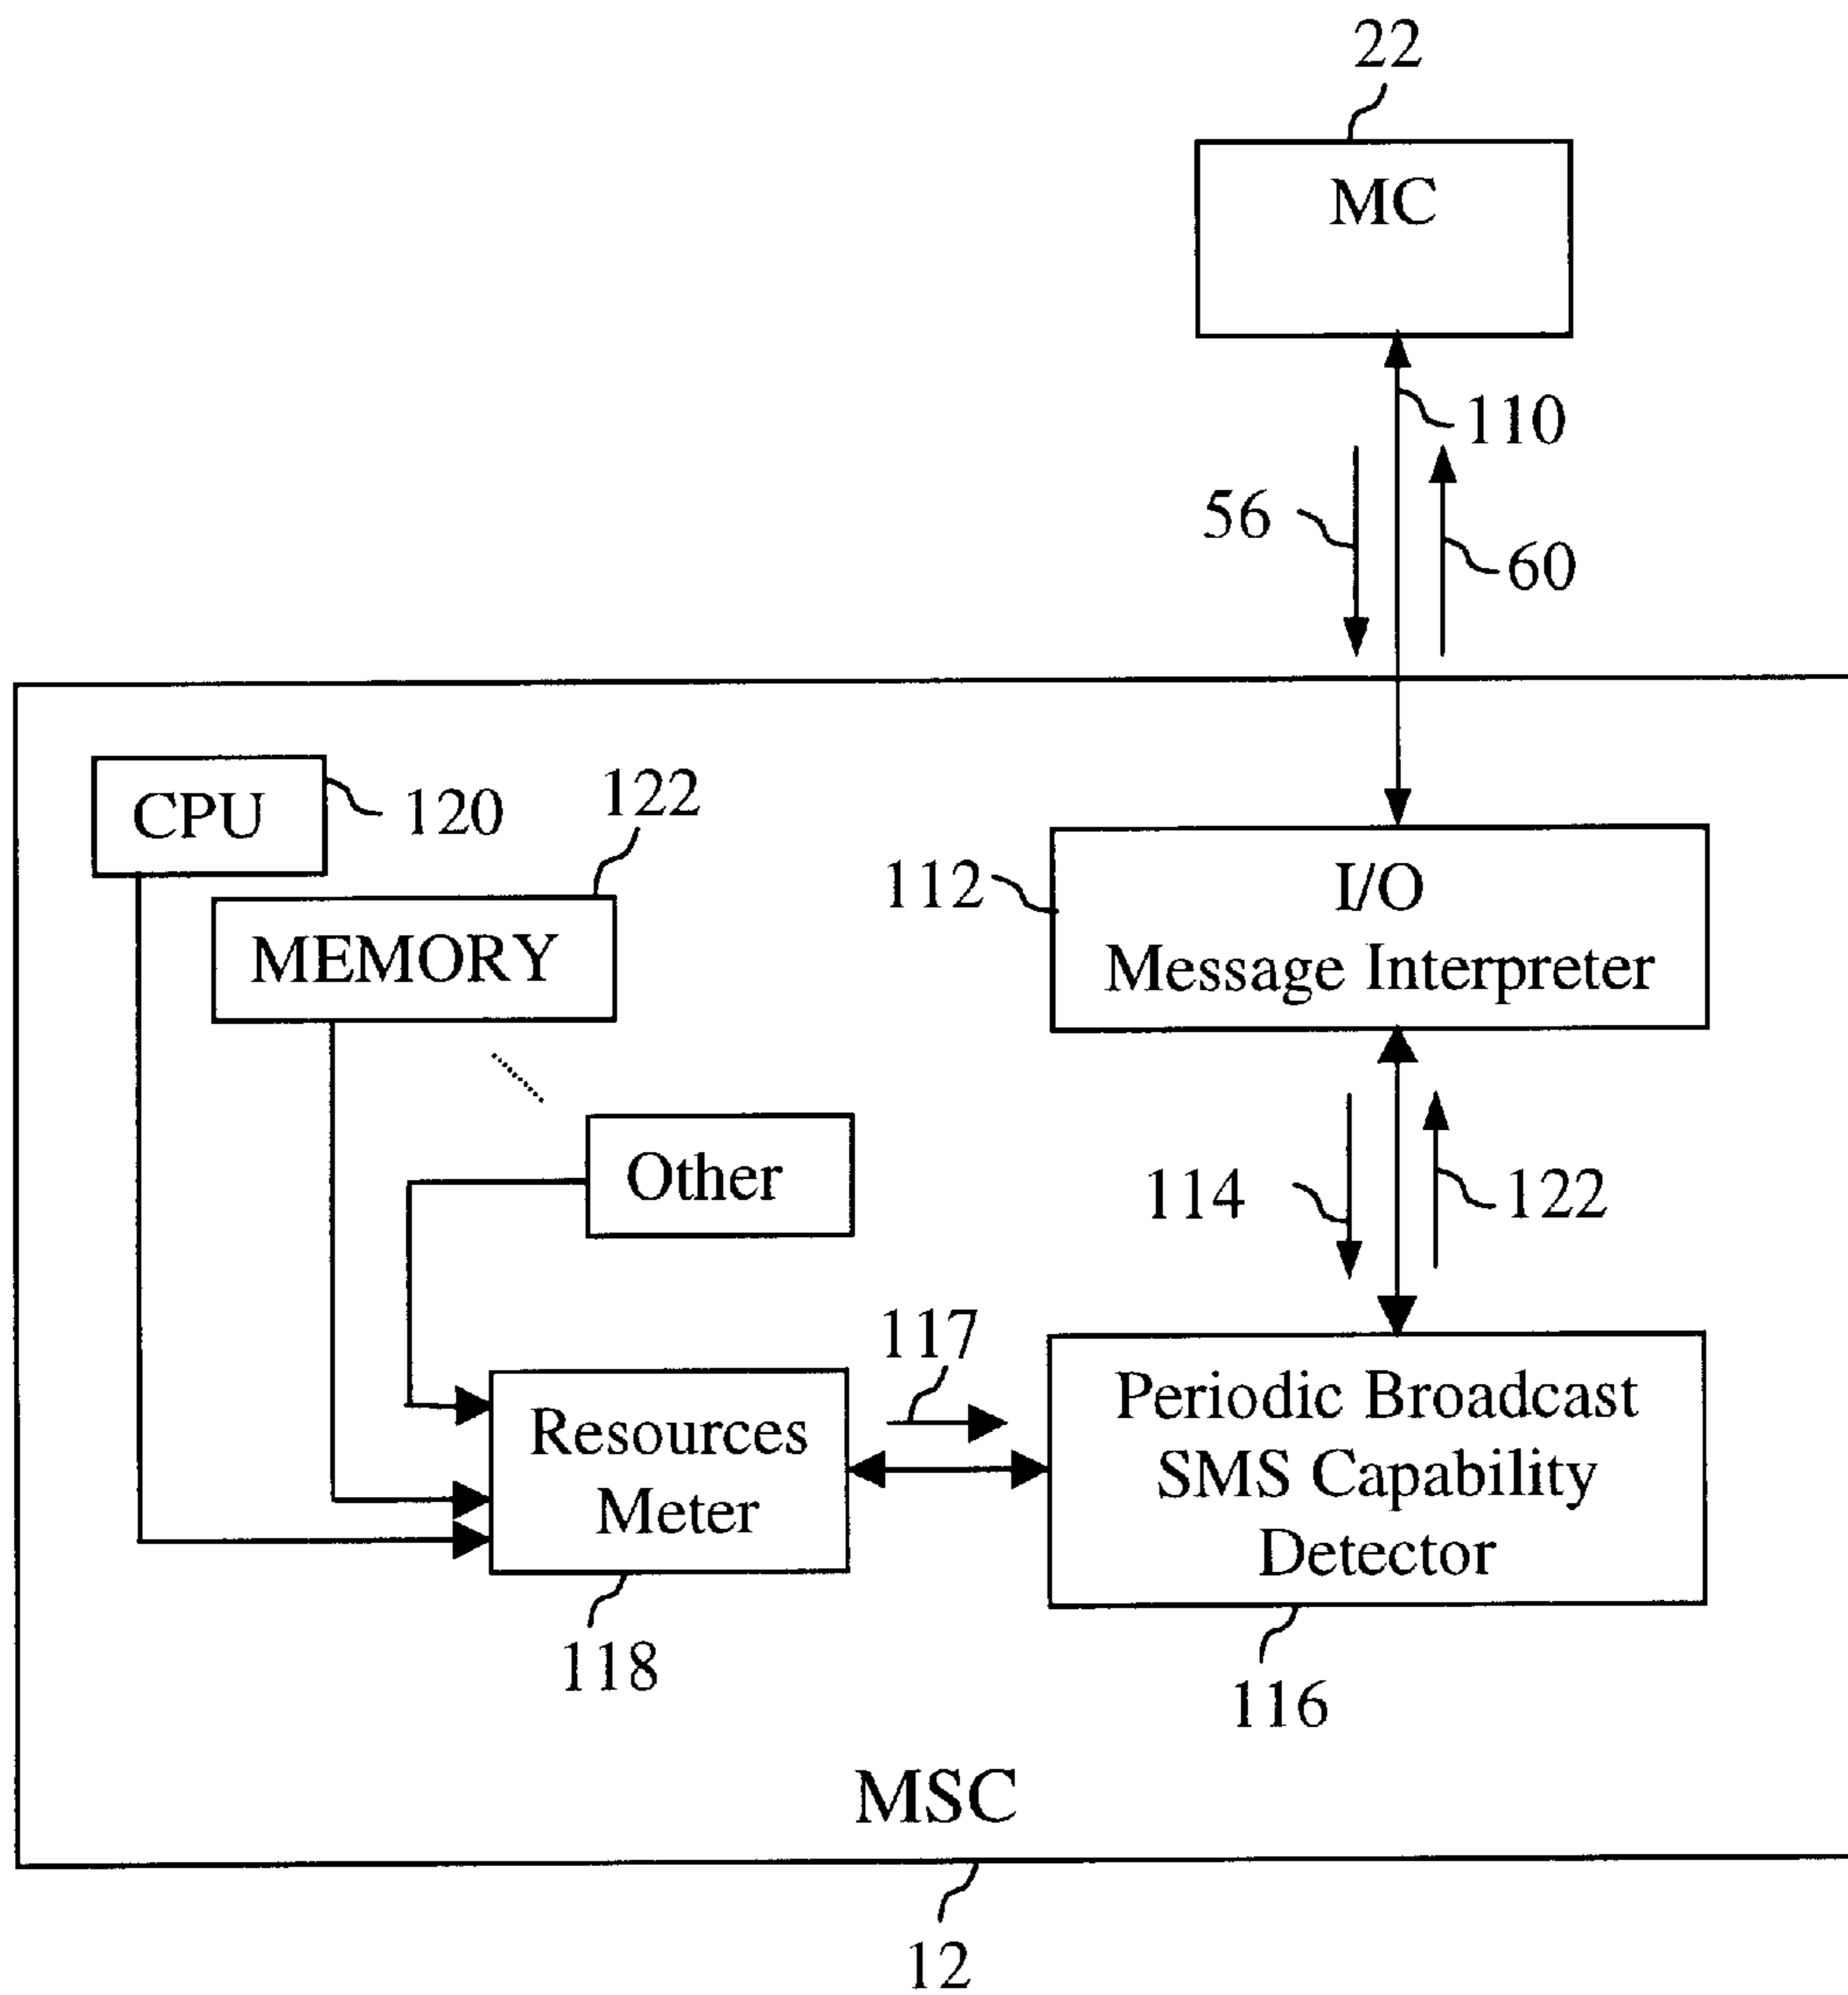 22
MC
110
56
60
CPU
120
122
MEMORY
112
I/O
Message Interpreter
Other
114
122
117
Resources
Meter
Periodic Broadcast
SMS Capability
Detector
118
116
MSC
12